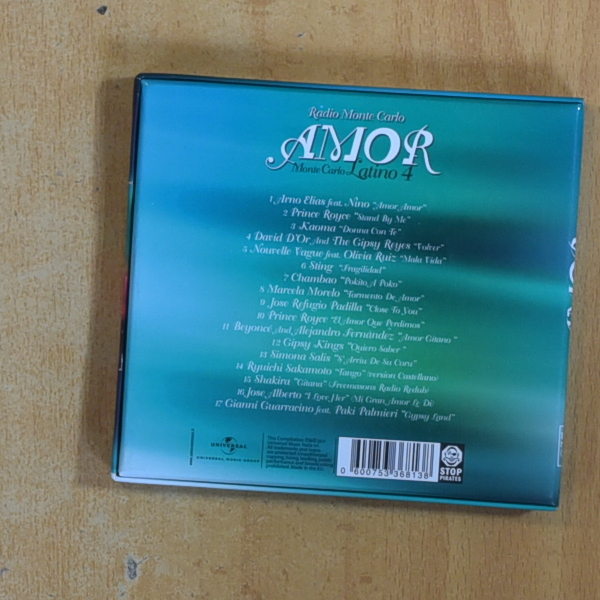 Radio Monte Carlo
AMOR
Monte Carlo Latino 4
1 Arno Elias feat. Nino "Amor Amor"
2 Prince Royce "Stand By Me"
3 Kaoma "Donna Con Te"
4 David D'Or And The Gipsy Reyes "Volver"
5 Nouvelle Vague feat. Olivia Ruiz "Mala Vida"
6 Sting "Fragilidad"
7 Chambao "Pokito A Poko"
8 Marcela Morelo "Tormento De Amor"
9 Jose Refugio Padilla "Close To You"
10 Prince Royce "El Amor Que Perdimos"
11 Beyoncé And Alejandro Fernández "Amor Gitano"
12 Gipsy Kings "Quiero Saber"
13 Simona Salis "S'Arriu De Su Coru"
14 Ryuichi Sakamoto "Tango" (version Castellano)
15 Shakira "Gitana" (Freemasons Radio Redub)
16 Jose Alberto "I Love Her" (Mi Gran Amor Le Di)
17 Gianni Guarracino feat. Paki Palmieri "Gypsy Land"
UNIVERSAL
UNIVERSAL MUSIC GROUP
0 600753 368138
STOP
PIRATES